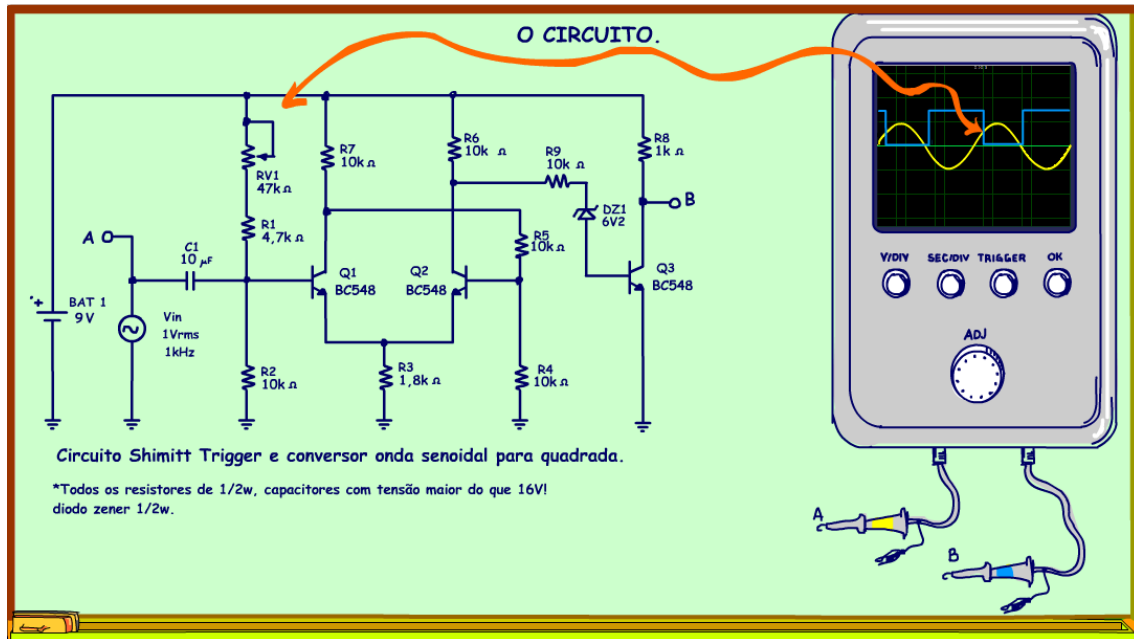 O CIRCUITO.
R7
10kΩ
R6
10k Ω
R9
10k Ω
R8
1k Ω
RV1
47kΩ
DZ1
6V2
B
R1
4,7kΩ
R5
10kΩ
A
C1
10 µF
Q1
BC548
Q2
BC548
Q3
BC548
+
BAT 1
9V
Vin
1Vrms
1kHz
R2
10kΩ
R3
1,8kΩ
R4
10kΩ
Circuito Shimitt Trigger e conversor onda senoidal para quadrada.
*Todos os resistores de 1/2w, capacitores com tensão maior do que 16V!
diodo zener 1/2w.
V/DIV SEC/DIV TRIGGER OK
ADJ
A
B